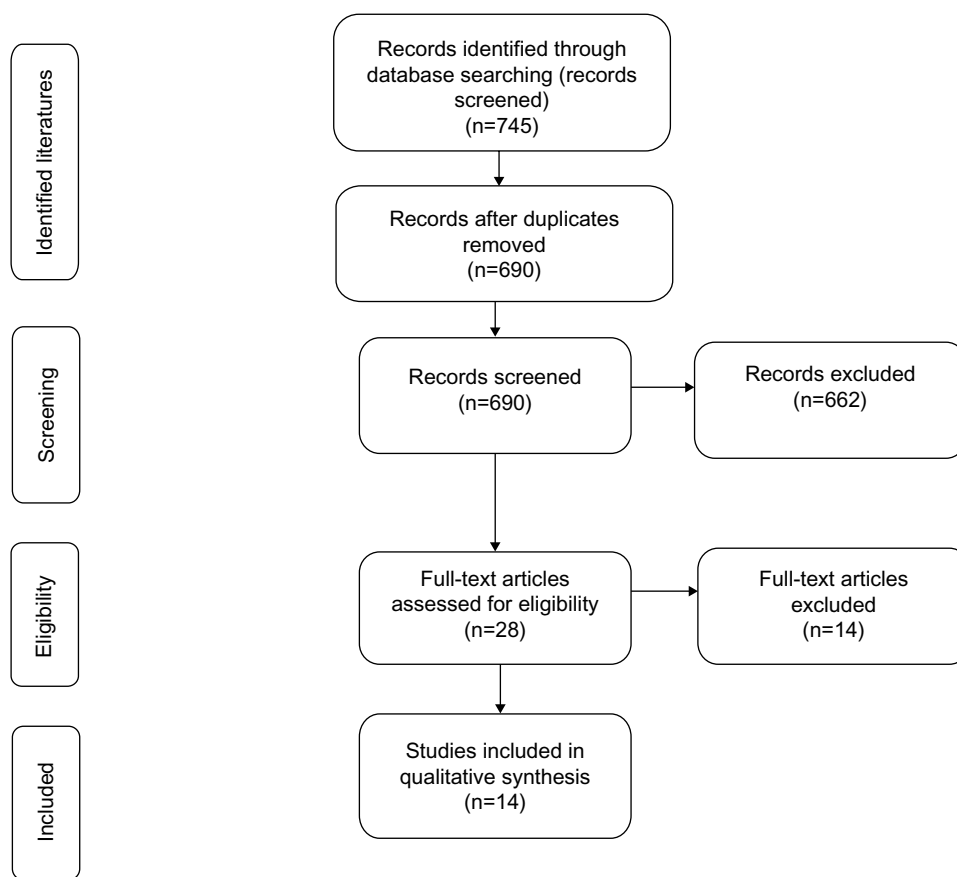 Identified literatures
Records identified through
database searching (records
screened)
(n=745)
Records after duplicates
removed
(n=690)
Screening
Records screened
(n=690)
Records excluded
(n=662)
Eligibility
Full-text articles
assessed for eligibility
(n=28)
Full-text articles
excluded
(n=14)
Included
Studies included in
qualitative synthesis
(n=14)